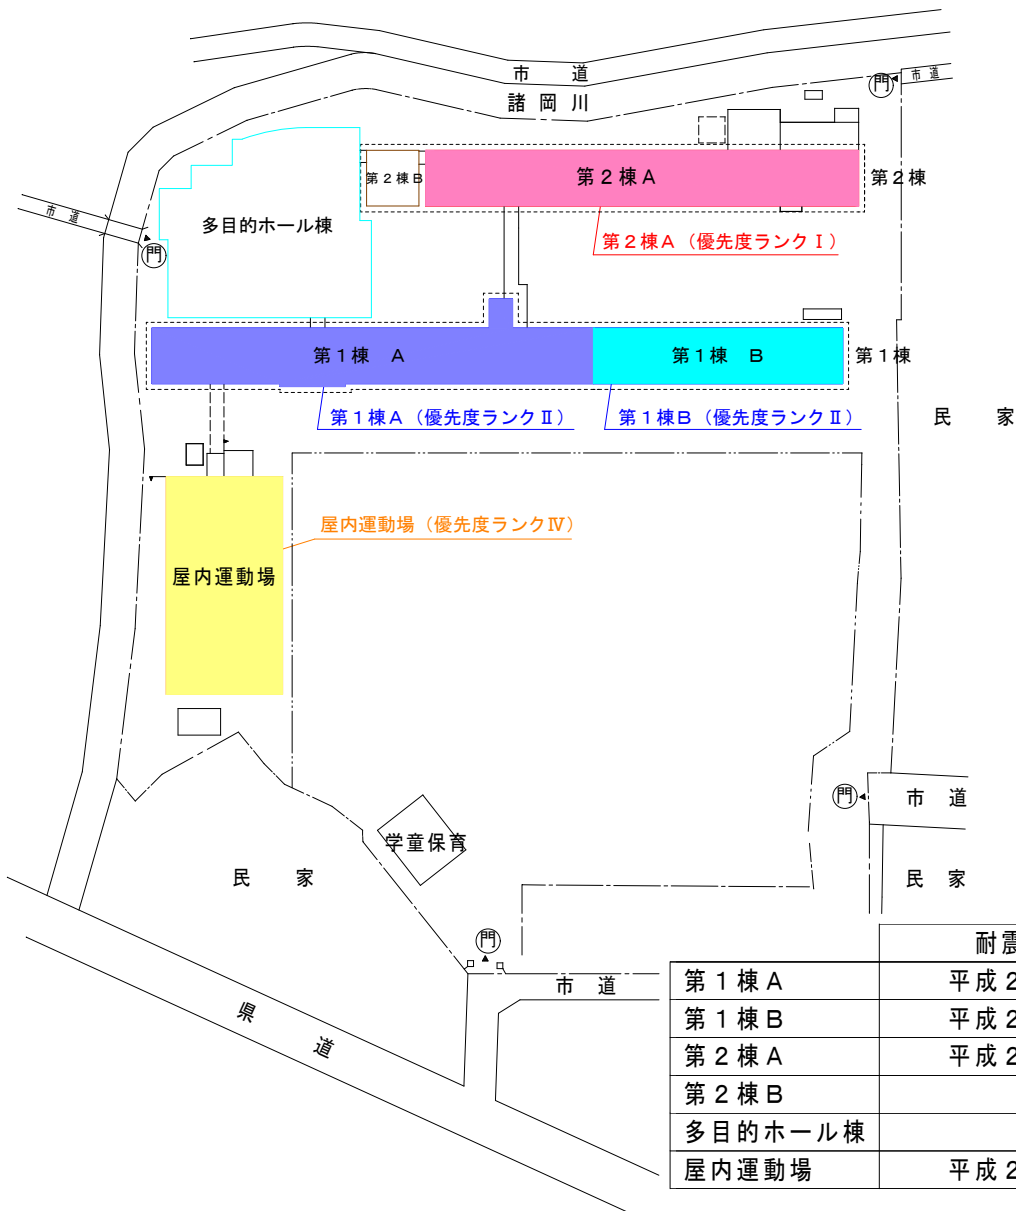 市　道
諸岡川
門
市道
第２棟B
第２棟A
第２棟
市道
門
多目的ホール棟
第２棟A（優先度ランクⅠ）
第１棟　A
第１棟　B
第１棟
第１棟A（優先度ランクⅡ）
第１棟B（優先度ランクⅡ）
民　家
屋内運動場（優先度ランクⅣ）
屋内運動場
門
市　道
学童保育
民　家
民　家
門
市　道
県　道
耐震
第１棟A　平成２
第１棟B　平成２
第２棟A　平成２
第２棟B
多目的ホール棟
屋内運動場　平成２